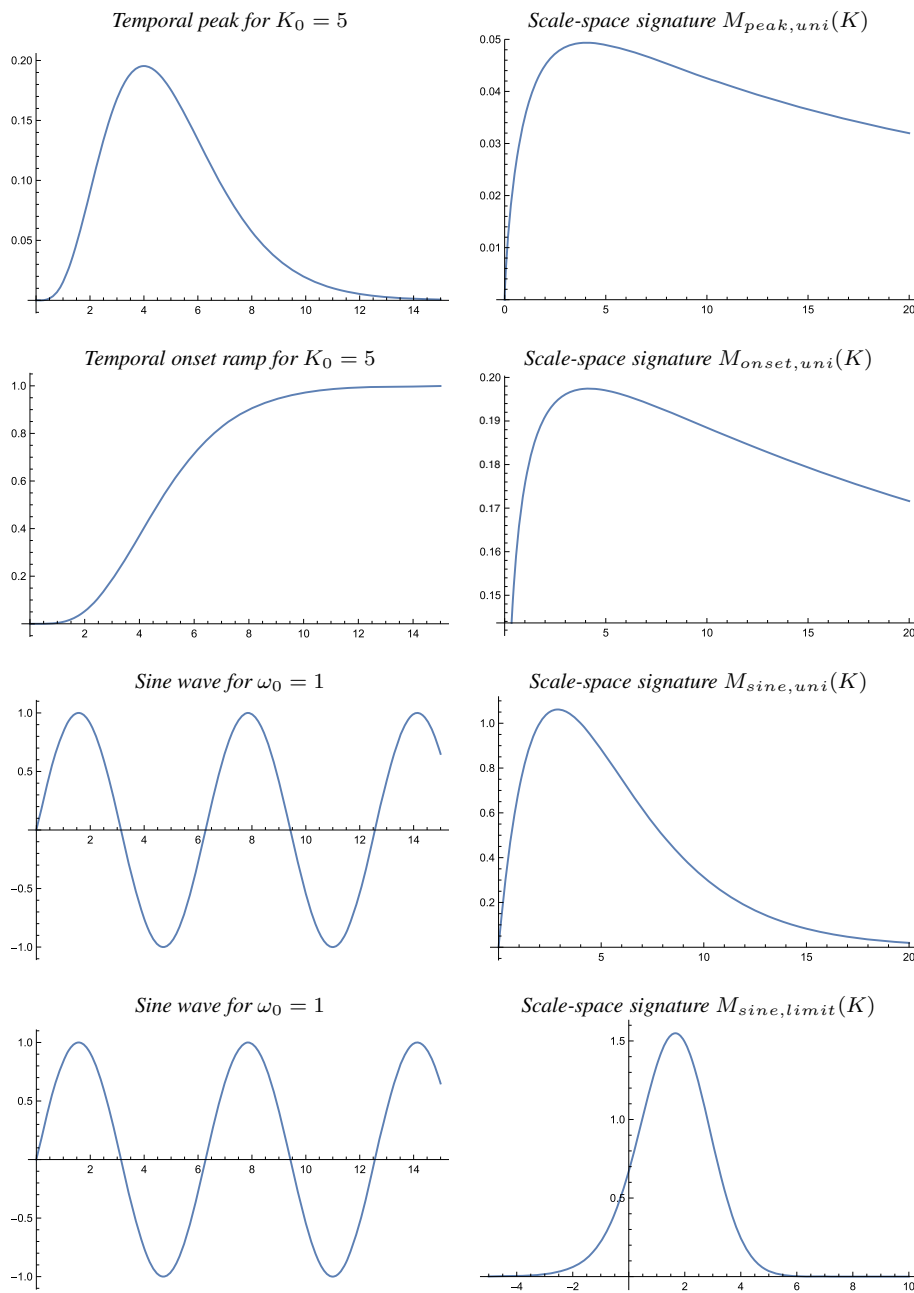 Temporal peak for K₀ = 5
Scale-space signature M_{peak,uni}(K)
0.20
0.15
0.10
0.05
2 4 6 8 10 12 14
0.05
0.04
0.03
0.02
0.01
0 5 10 15 20
Temporal onset ramp for K₀ = 5
Scale-space signature M_{onset,uni}(K)
1.0
0.8
0.6
0.4
0.2
2 4 6 8 10 12 14
0.20
0.19
0.18
0.17
0.16
0.15
5 10 15 20
Sine wave for ω₀ = 1
Scale-space signature M_{sine,uni}(K)
1.0
0.5
2 4 6 8 10 12 14
−0.5
−1.0
1.0
0.8
0.6
0.4
0.2
5 10 15 20
Sine wave for ω₀ = 1
Scale-space signature M_{sine,limit}(K)
1.0
0.5
2 4 6 8 10 12 14
−0.5
−1.0
1.5
1.0
0.5
−4 −2 2 4 6 8 10